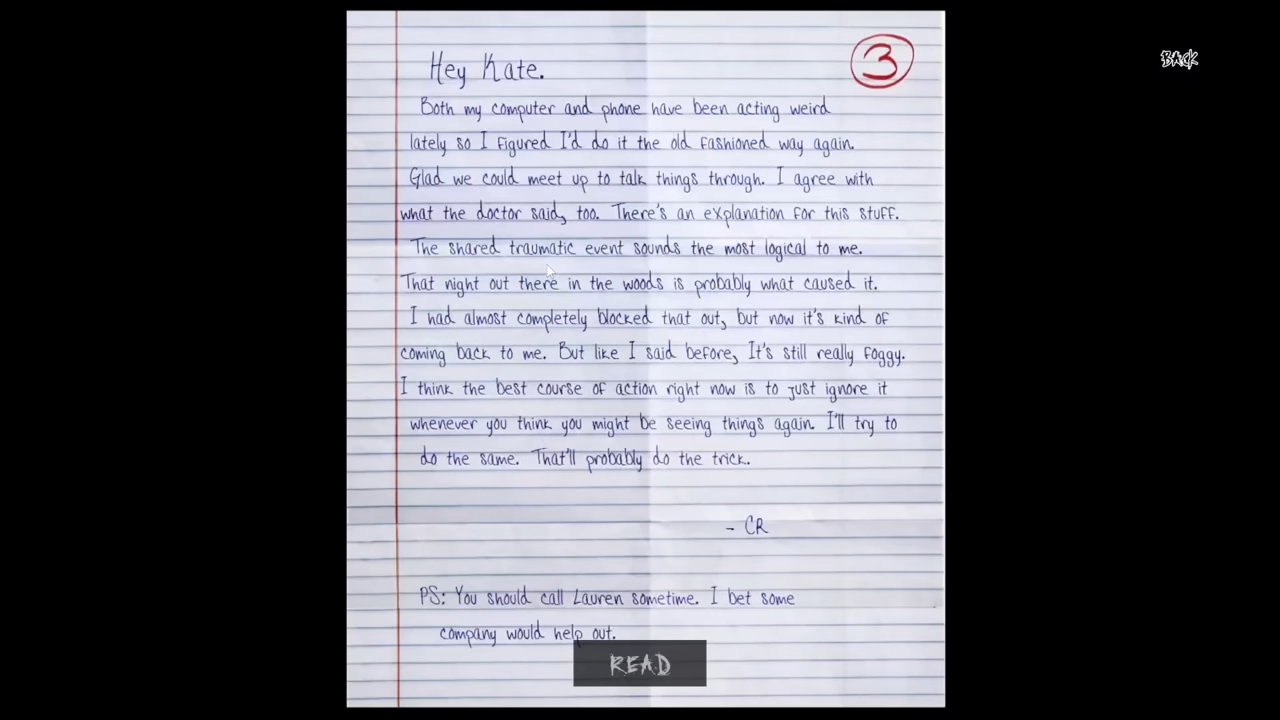 3
BACK
Hey Kate.
Both my computer and phone have been acting weird
lately so I figured I'd do it the old fashioned way again.
Glad we could meet up to talk things through. I agree with
what the doctor said, too. There's an explanation for this stuff.
The shared traumatic event sounds the most logical to me.
That night out there in the woods is probably what caused it.
I had almost completely blocked that out, but now it's kind of
coming back to me. But like I said before, It's still really foggy.
I think the best course of action right now is to just ignore it
whenever you think you might be seeing things again. I'll try to
do the same. That'll probably do the trick.
- CR
PS: You should call Lauren sometime. I bet some
company would help out.
READ